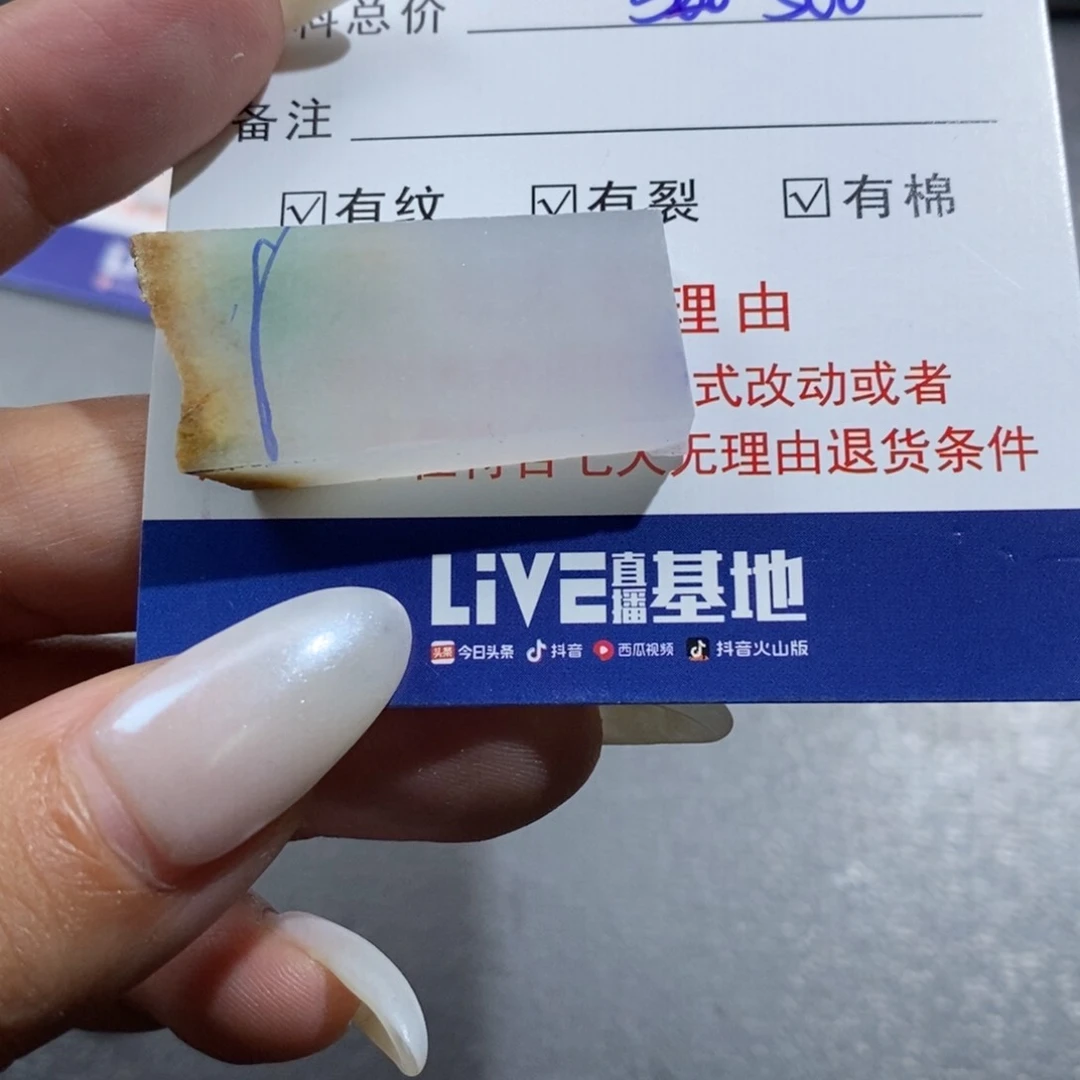 料总价
备注
☑有纹 ☑有裂 ☑有棉
理由
式改动或者
无理由退货条件
LiVE直播基地
头条 今日头条 抖音 西瓜视频 抖音火山版